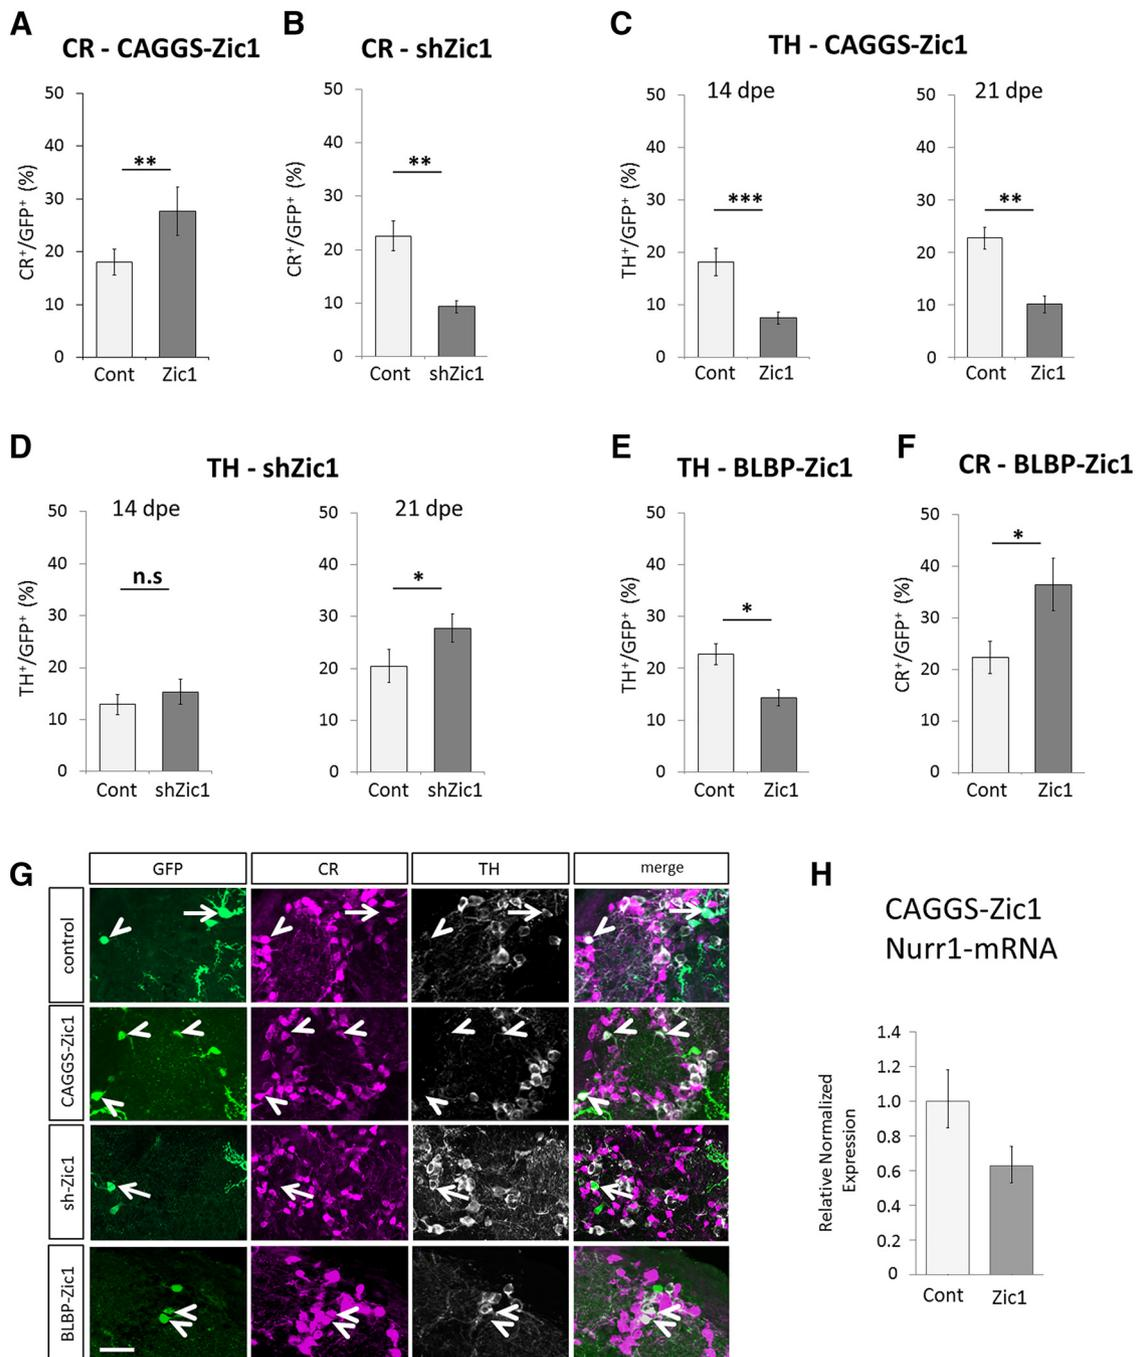 A
CR - CAGGS-Zic1
CR⁺/GFP⁺ (%)
50
40
30
20
10
0
**
Cont Zic1
B
CR - shZic1
CR⁺/GFP⁺ (%)
50
40
30
20
10
0
**
Cont shZic1
C
TH - CAGGS-Zic1
14 dpe
TH⁺/GFP⁺ (%)
50
40
30
20
10
0
***
Cont Zic1
21 dpe
50
40
30
20
10
0
**
Cont Zic1
D
TH - shZic1
14 dpe
TH⁺/GFP⁺ (%)
50
40
30
20
10
0
n.s
Cont shZic1
21 dpe
50
40
30
20
10
0
*
Cont shZic1
E
TH - BLBP-Zic1
TH⁺/GFP⁺ (%)
50
40
30
20
10
0
*
Cont Zic1
F
CR - BLBP-Zic1
CR⁺/GFP⁺ (%)
50
40
30
20
10
0
*
Cont Zic1
G
GFP CR TH merge
control
CAGGS-Zic1
sh-Zic1
BLBP-Zic1
H
CAGGS-Zic1
Nurr1-mRNA
Relative Normalized
Expression
1.4
1.2
1.0
0.8
0.6
0.4
0.2
0
Cont Zic1